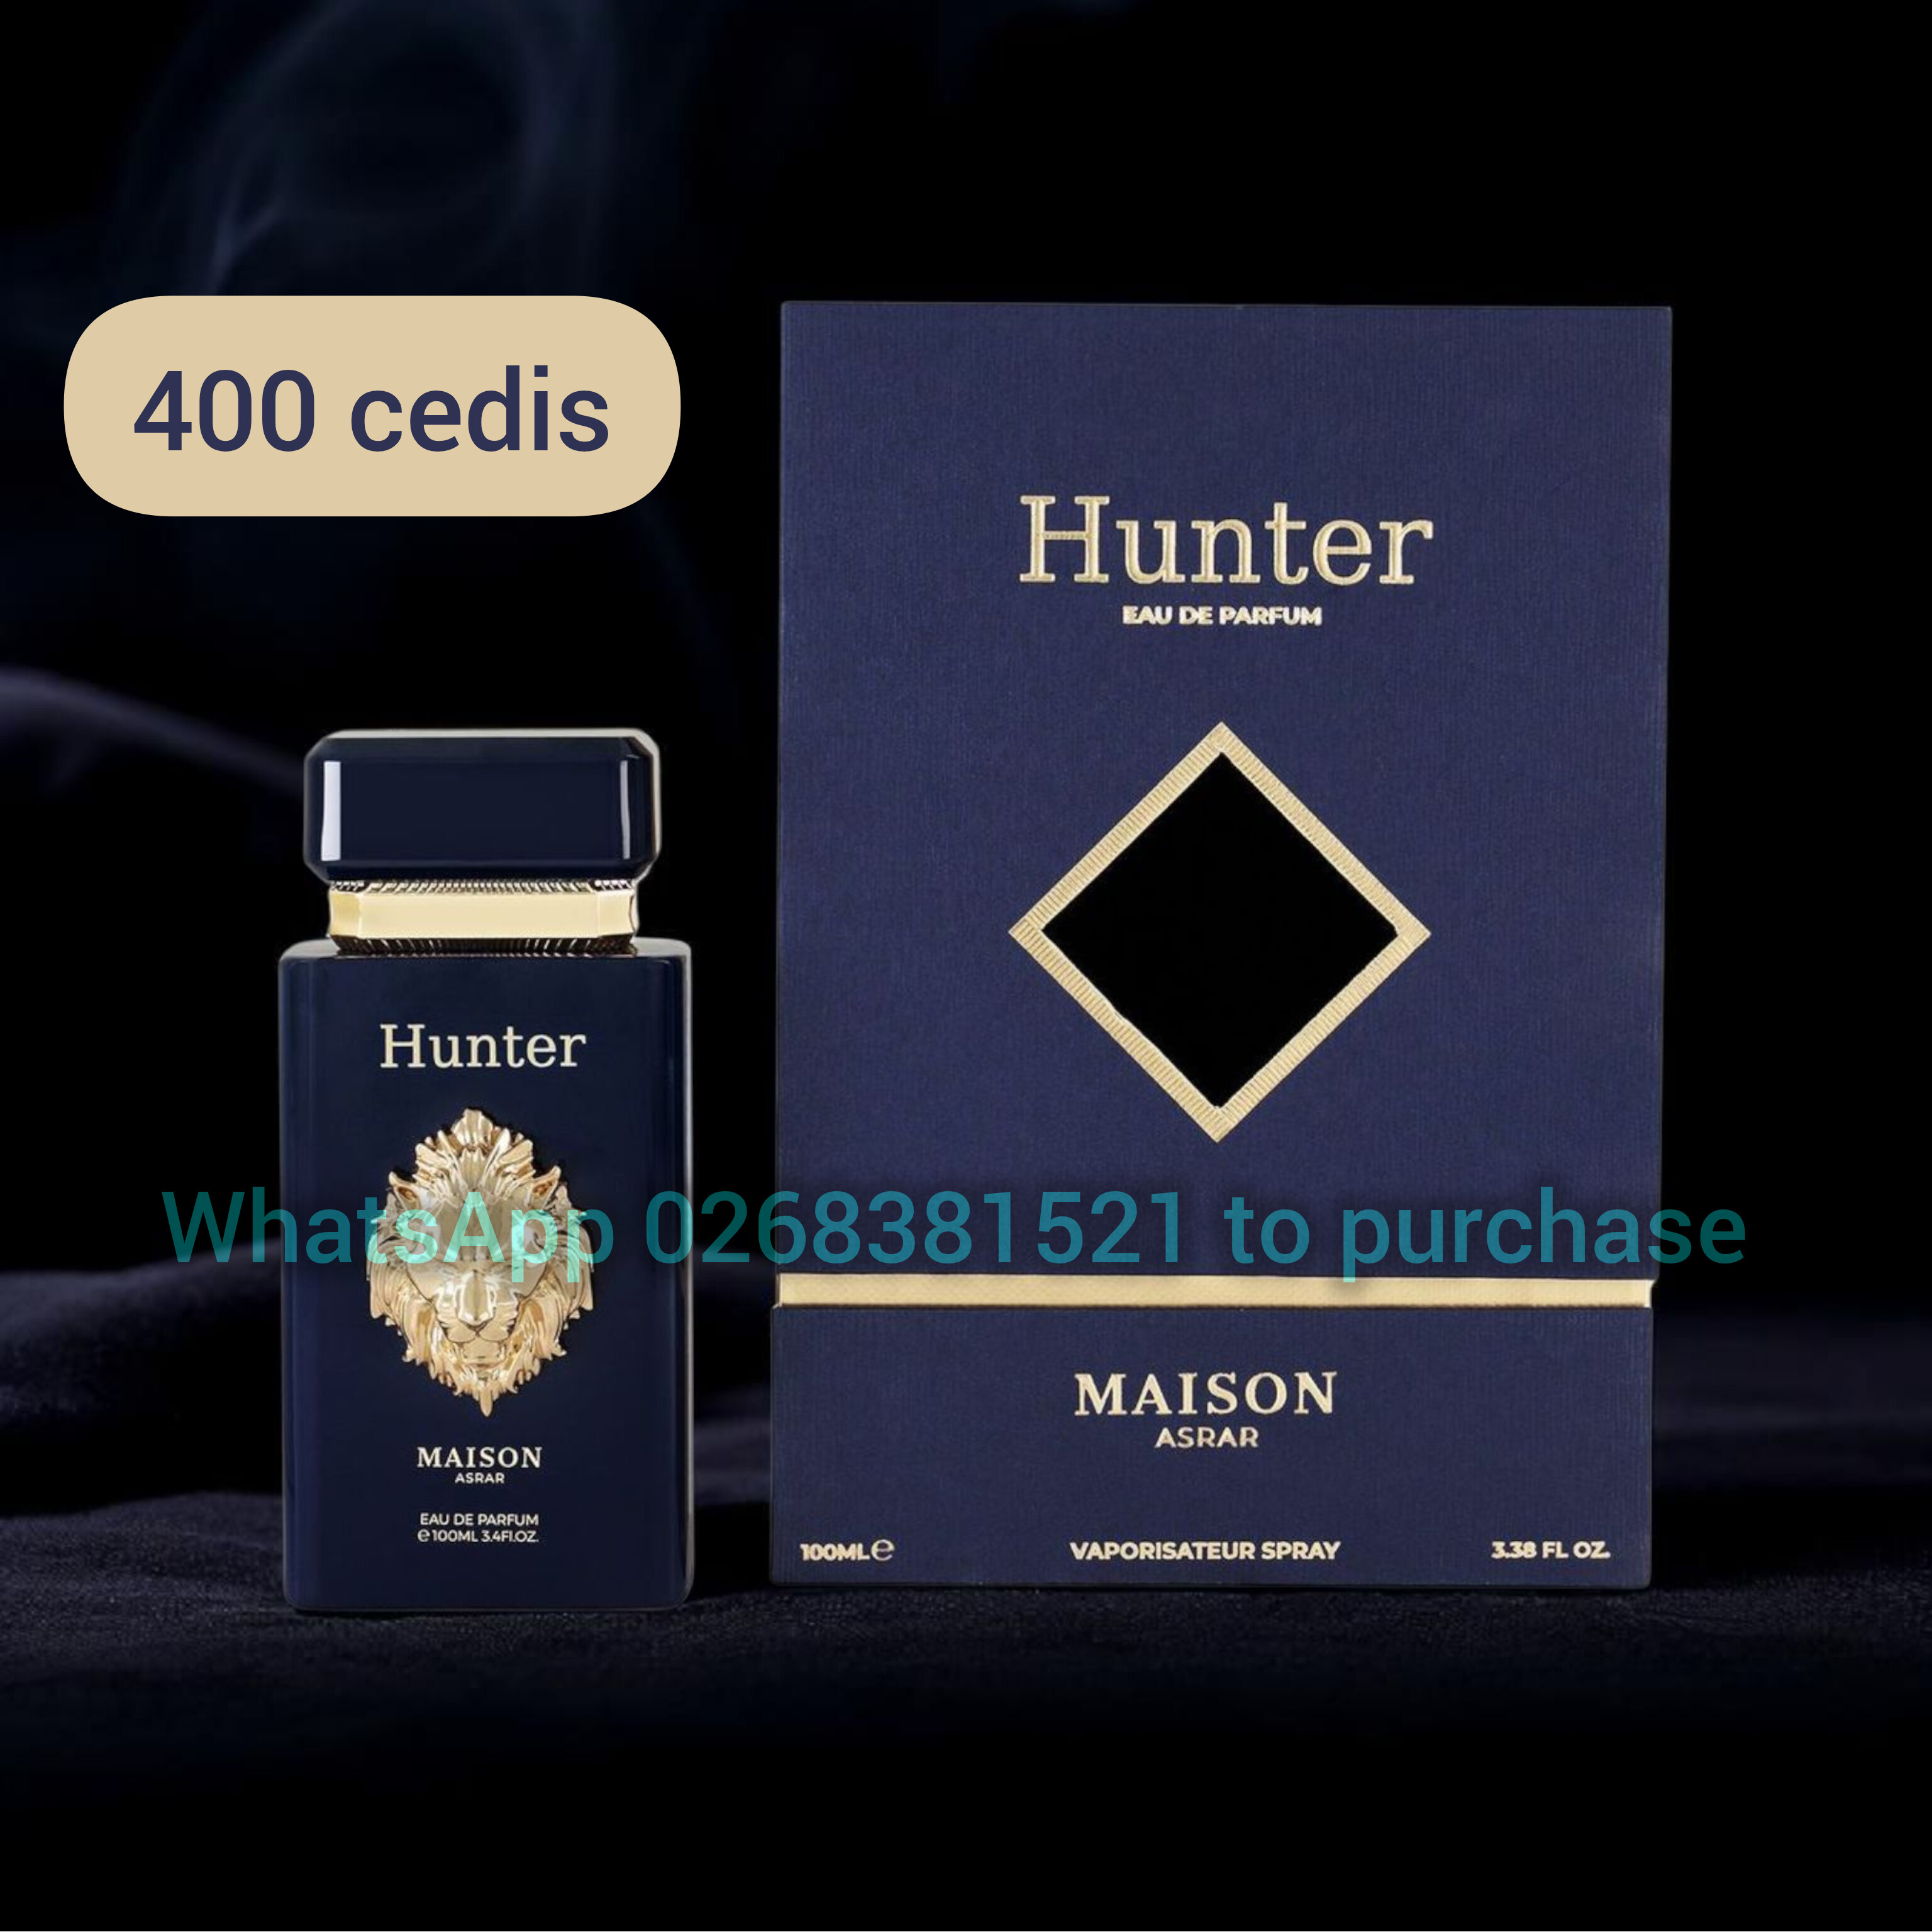 400 cedis
Hunter
EAU DE PARFUM
Hunter
WhatsApp 0268381521 to purchase
MAISON
ASRAR
MAISON
ASRAR
EAU DE PARFUM
e 100ML 3.4Fl.OZ.
100ML e VAPORISATEUR SPRAY 3.38 FL OZ.